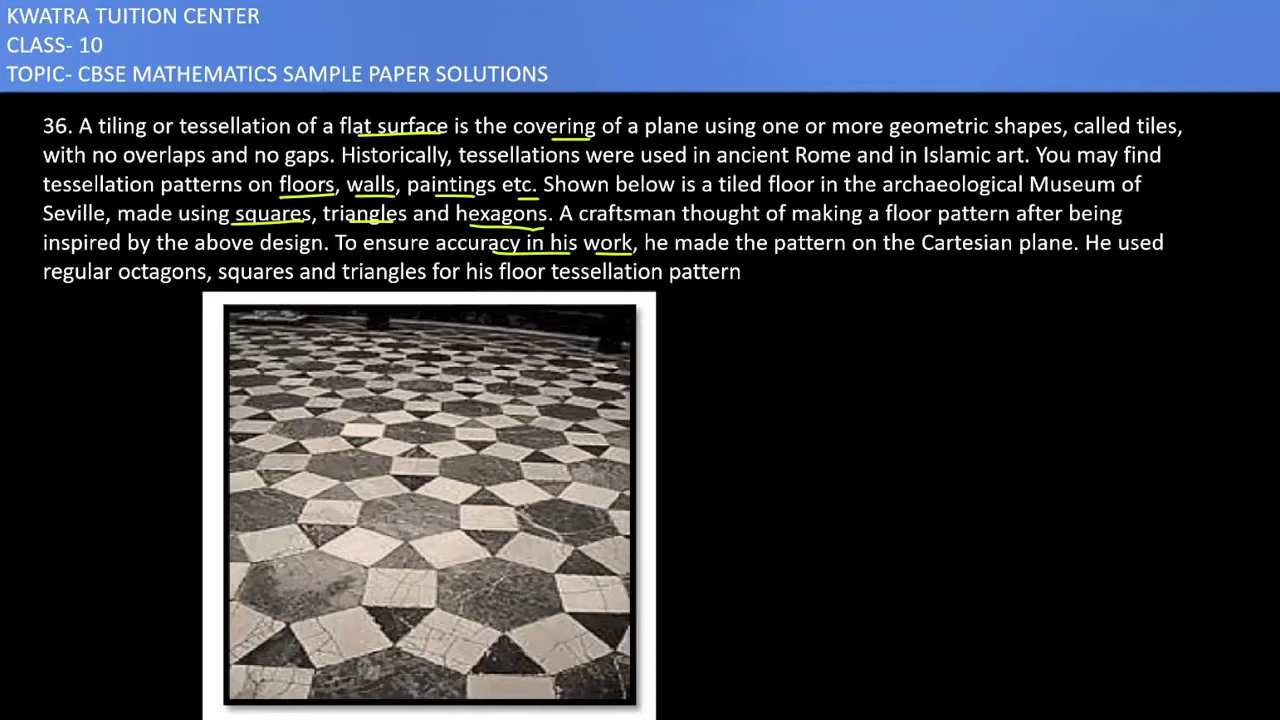 KWATRA TUITION CENTER
CLASS- 10
TOPIC- CBSE MATHEMATICS SAMPLE PAPER SOLUTIONS
36. A tiling or tessellation of a flat surface is the covering of a plane using one or more geometric shapes, called tiles,
with no overlaps and no gaps. Historically, tessellations were used in ancient Rome and in Islamic art. You may find
tessellation patterns on floors, walls, paintings etc. Shown below is a tiled floor in the archaeological Museum of
Seville, made using squares, triangles and hexagons. A craftsman thought of making a floor pattern after being
inspired by the above design. To ensure accuracy in his work, he made the pattern on the Cartesian plane. He used
regular octagons, squares and triangles for his floor tessellation pattern